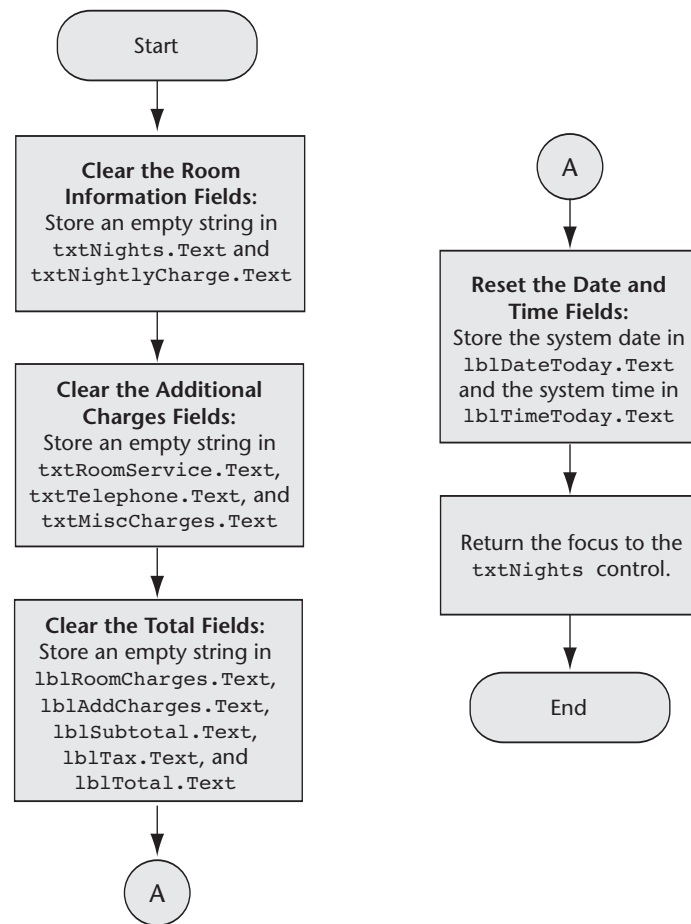 Start
Clear the Room
Information Fields:
Store an empty string in
txtNights.Text and
txtNightlyCharge.Text
Clear the Additional
Charges Fields:
Store an empty string in
txtRoomService.Text,
txtTelephone.Text, and
txtMiscCharges.Text
Clear the Total Fields:
Store an empty string in
lblRoomCharges.Text,
lblAddCharges.Text,
lblSubtotal.Text,
lblTax.Text, and
lblTotal.Text
A
A
Reset the Date and
Time Fields:
Store the system date in
lblDateToday.Text
and the system time in
lblTimeToday.Text
Return the focus to the
txtNights control.
End